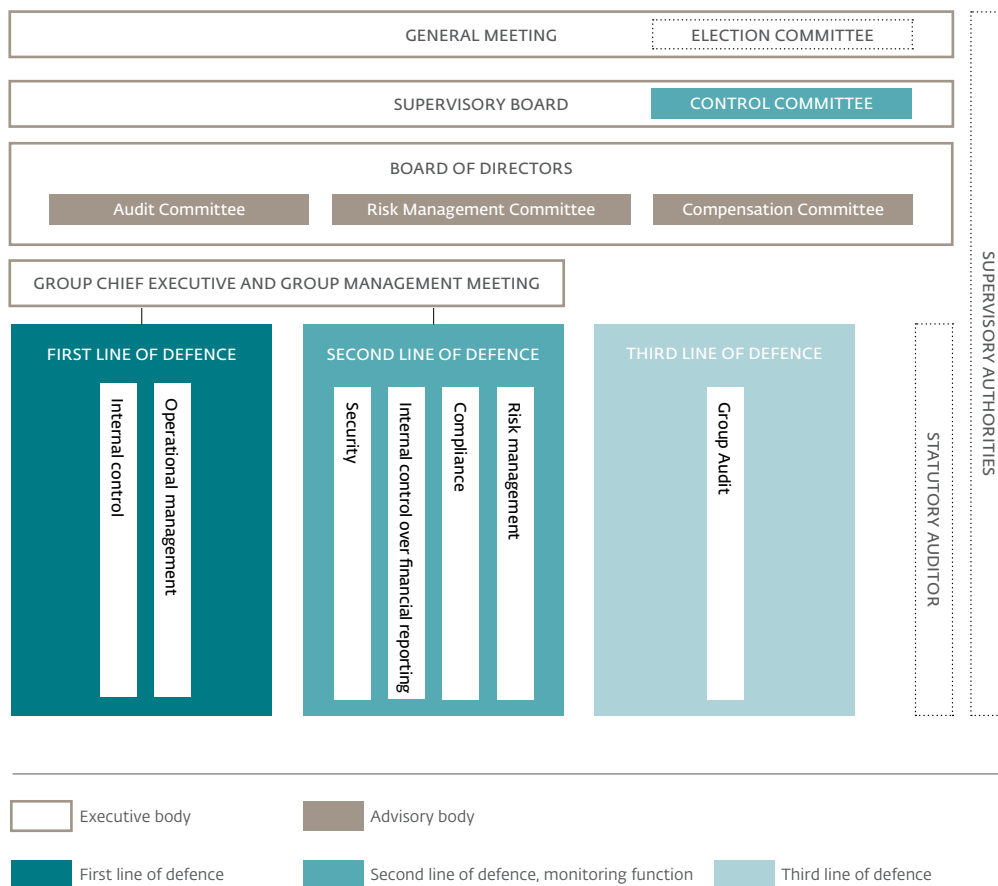 GENERAL MEETING
ELECTION COMMITTEE
SUPERVISORY BOARD
CONTROL COMMITTEE
BOARD OF DIRECTORS
Audit Committee
Risk Management Committee
Compensation Committee
GROUP CHIEF EXECUTIVE AND GROUP MANAGEMENT MEETING
FIRST LINE OF DEFENCE
Internal control
Operational management
SECOND LINE OF DEFENCE
Security
Internal control over financial reporting
Compliance
Risk management
THIRD LINE OF DEFENCE
Group Audit
STATUTORY AUDITOR
SUPERVISORY AUTHORITIES
Executive body
Advisory body
First line of defence
Second line of defence, monitoring function
Third line of defence